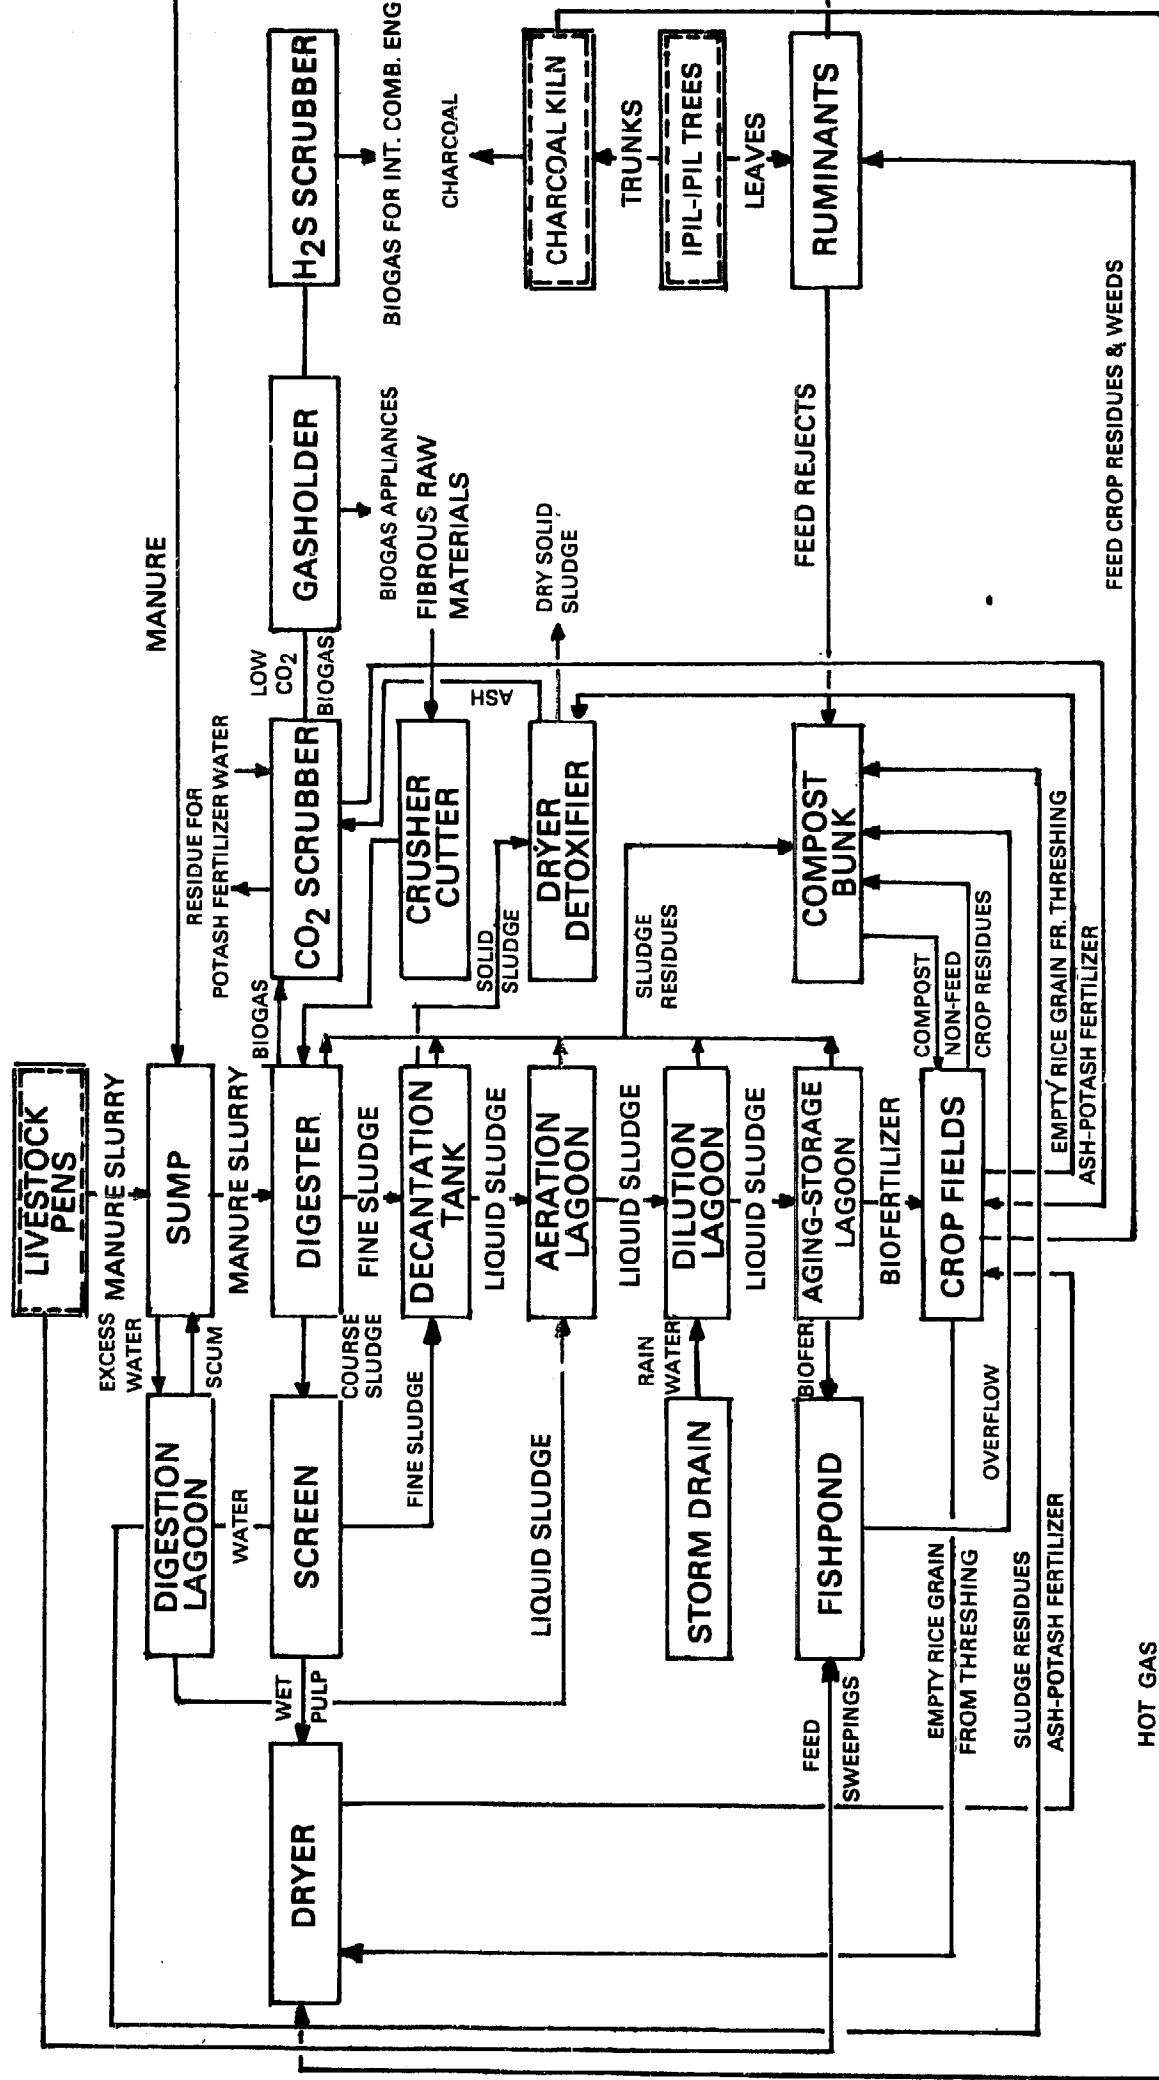 LIVESTOCK
PENS
MANURE SLURRY
MANURE
EXCESS
WATER
SCUM
SUMP
DIGESTION
LAGOON
MANURE SLURRY
RESIDUE FOR
POTASH FERTILIZER WATER
BIOGAS
LOW
CO2
BIOGAS
WATER
WET
PULP
DRYER
SCREEN
DIGESTER
CO2 SCRUBBER
GASHOLDER
H2S SCRUBBER
COURSE
SLUDGE
FINE SLUDGE
BIOGAS APPLIANCES
BIOGAS FOR INT. COMB. ENG
FINE SLUDGE
DECANTATION
TANK
CRUSHER
CUTTER
FIBROUS RAW
MATERIALS
CHARCOAL
ASH
SOLID
SLUDGE
LIQUID SLUDGE
LIQUID SLUDGE
AERATION
LAGOON
DRYER
DETOXIFIER
DRY SOLID
SLUDGE
CHARCOAL KILN
TRUNKS
LIQUID SLUDGE
RAIN
WATER
SLUDGE
RESIDUES
STORM DRAIN
DILUTION
LAGOON
IPIL-IPIL TREES
LEAVES
LIQUID SLUDGE
BIOFER.
FEED
SWEEPINGS
FISHPOND
AGING-STORAGE
LAGOON
COMPOST
BUNK
FEED REJECTS
RUMINANTS
BIOFERTILIZER
COMPOST
NON-FEED
CROP RESIDUES
CROP FIELDS
EMPTY RICE GRAIN
FROM THRESHING
OVERFLOW
SLUDGE RESIDUES
ASH-POTASH FERTILIZER
EMPTY RICE GRAIN FR. THRESHING
ASH-POTASH FERTILIZER
FEED CROP RESIDUES & WEEDS
HOT GAS